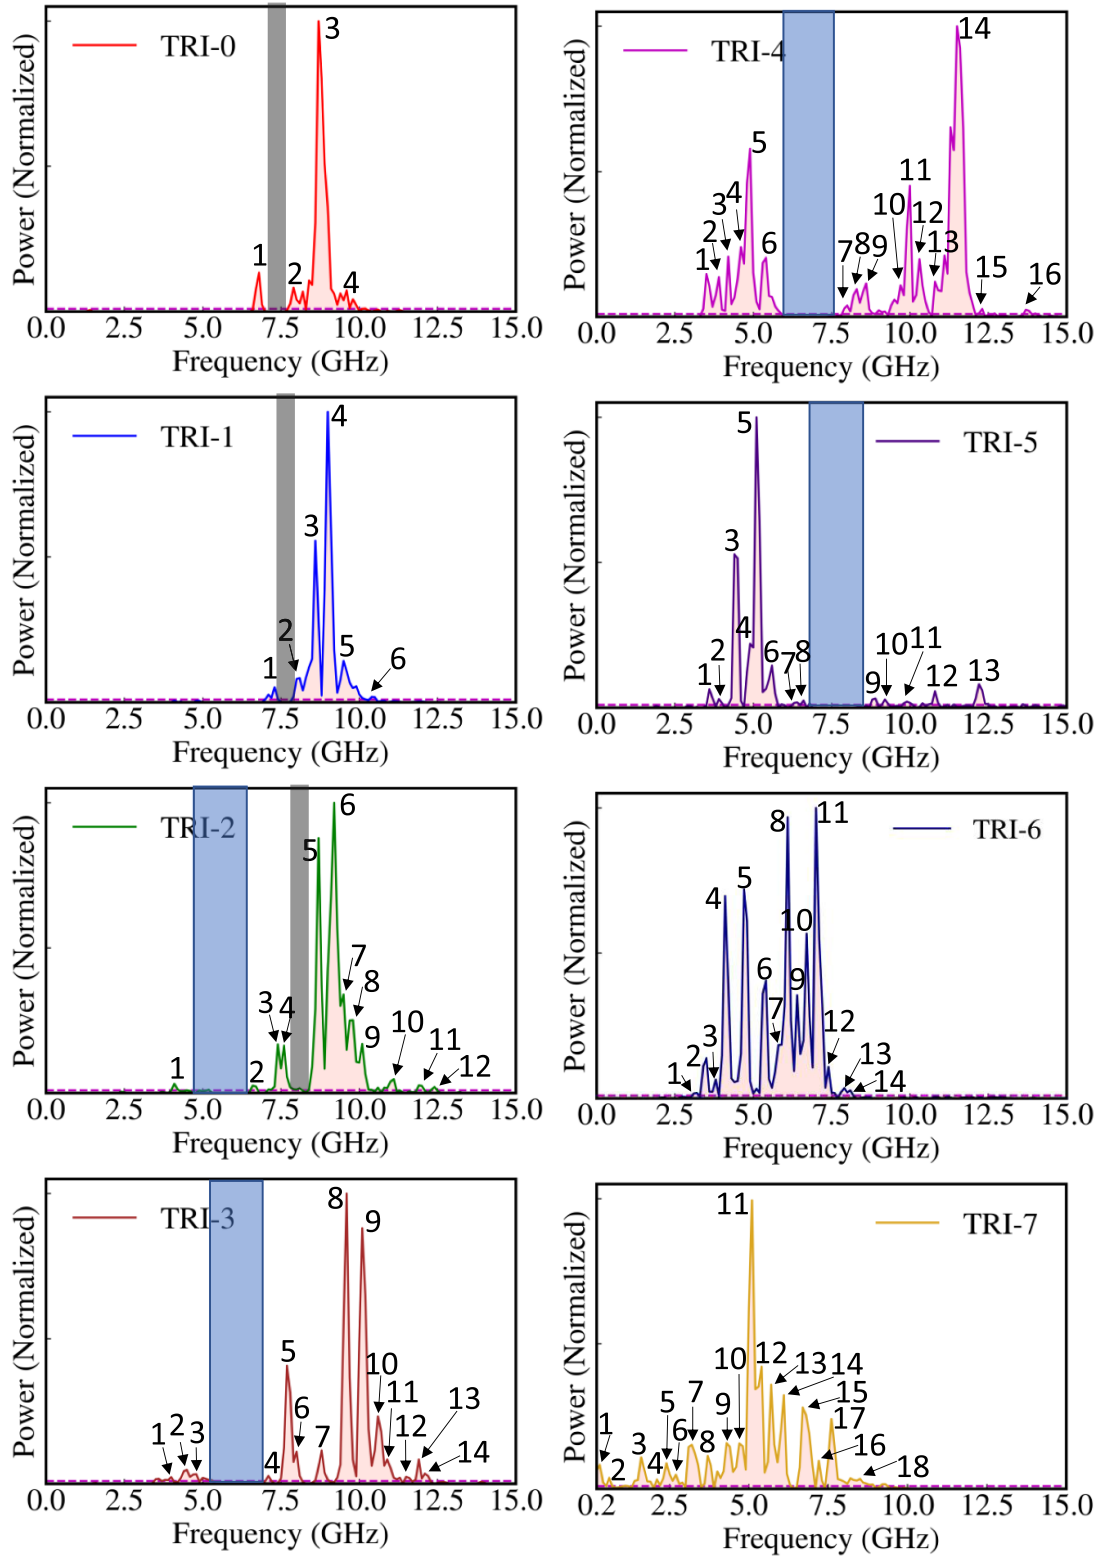 TRI-0
Power (Normalized)
1 2 3 4
0.0 2.5 5.0 7.5 10.0 12.5 15.0
Frequency (GHz)
TRI-4
Power (Normalized)
1 2 3 4 5 6 7 8 9 10 11 12 13 14 15 16
0.0 2.5 5.0 7.5 10.0 12.5 15.0
Frequency (GHz)
TRI-1
Power (Normalized)
1 2 3 4 5 6
0.0 2.5 5.0 7.5 10.0 12.5 15.0
Frequency (GHz)
TRI-5
Power (Normalized)
1 2 3 4 5 6 7 8 9 10 11 12 13
0.0 2.5 5.0 7.5 10.0 12.5 15.0
Frequency (GHz)
TRI-2
Power (Normalized)
1 2 3 4 5 6 7 8 9 10 11 12
0.0 2.5 5.0 7.5 10.0 12.5 15.0
Frequency (GHz)
TRI-6
Power (Normalized)
1 2 3 4 5 6 7 8 9 10 11 12 13 14
0.0 2.5 5.0 7.5 10.0 12.5 15.0
Frequency (GHz)
TRI-3
Power (Normalized)
1 2 3 4 5 6 7 8 9 10 11 12 13 14
0.0 2.5 5.0 7.5 10.0 12.5 15.0
Frequency (GHz)
TRI-7
Power (Normalized)
1 2 3 4 5 6 7 8 9 10 11 12 13 14 15 16 17 18
0.2 2.5 5.0 7.5 10.0 12.5 15.0
Frequency (GHz)